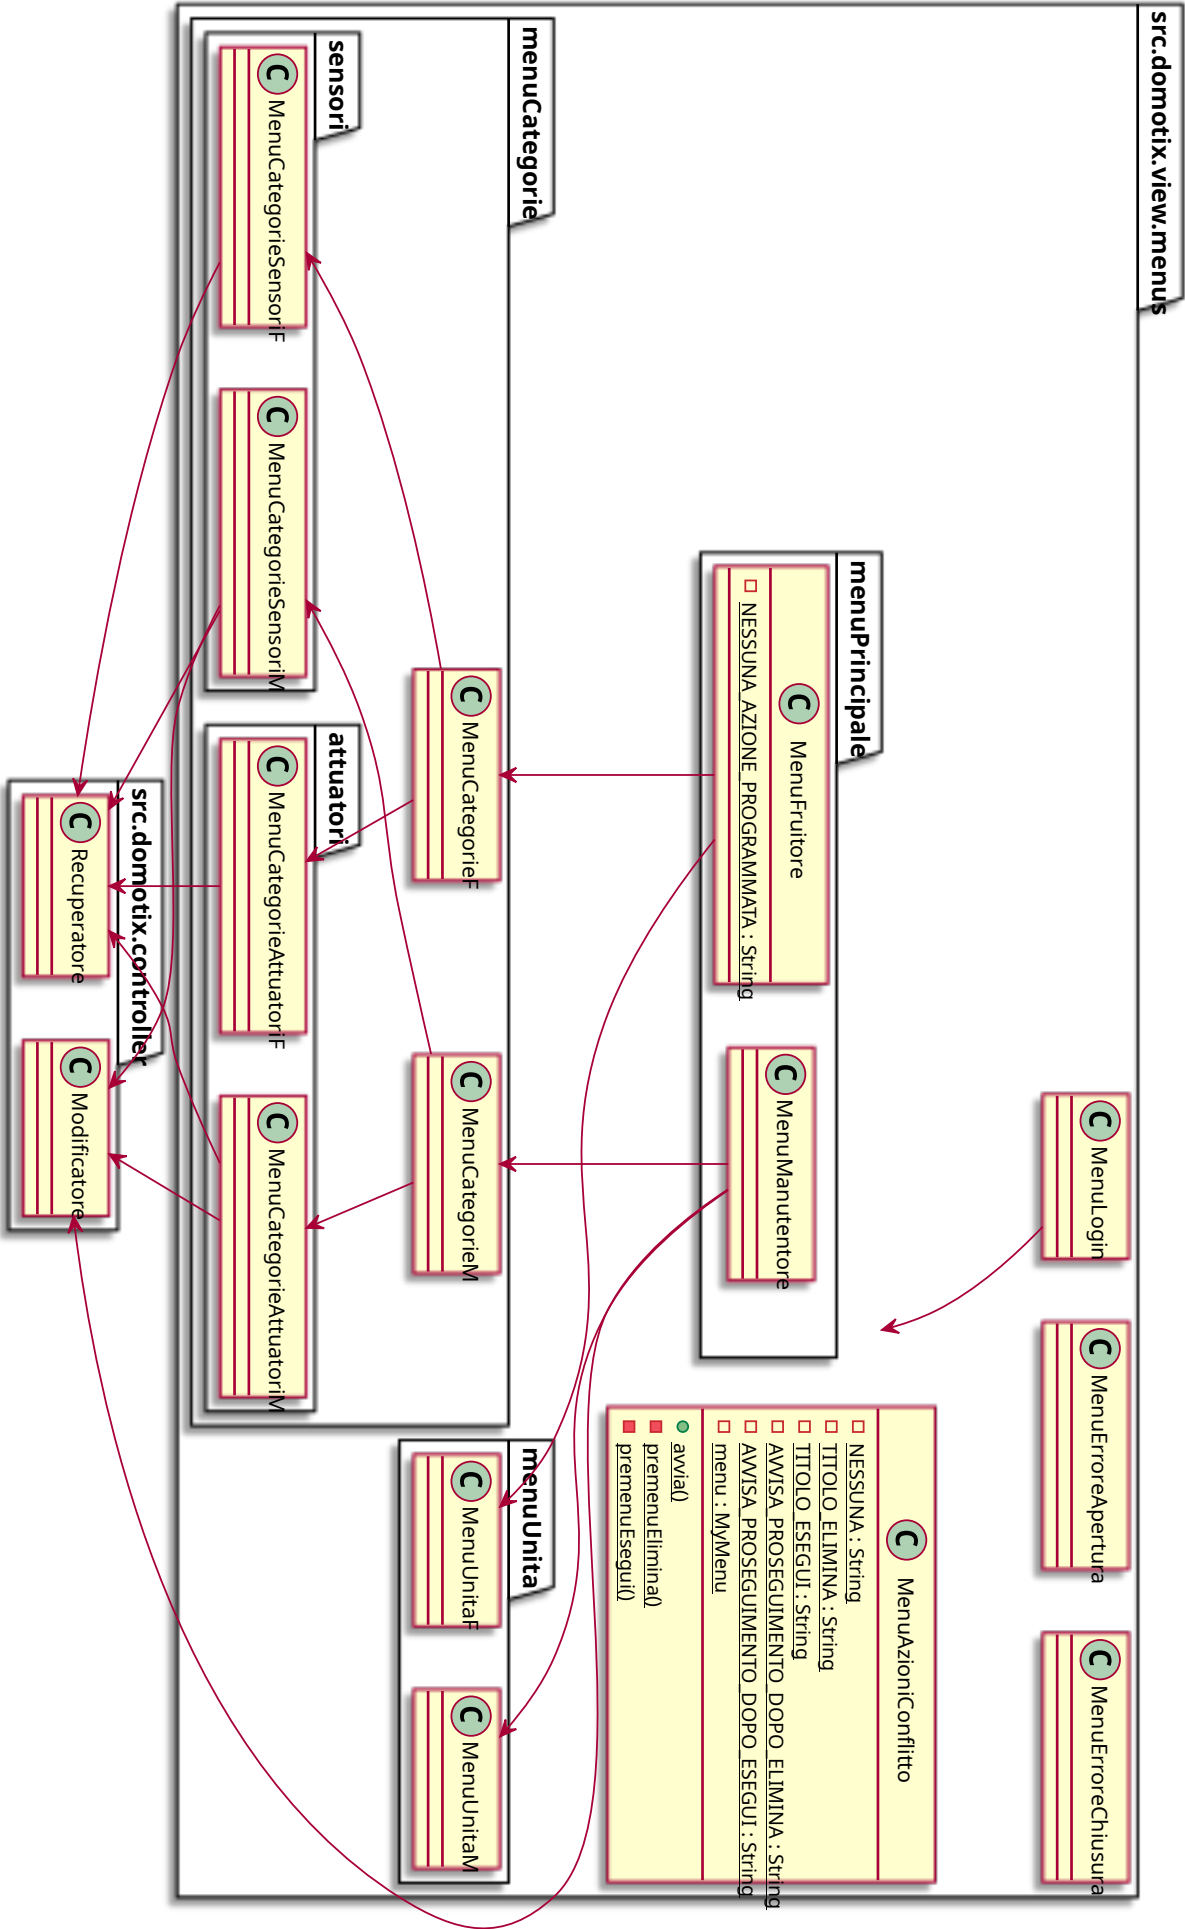 src.domotix.view.menus
C MenuLogin
C MenuErroreApertura
C MenuErroreChiusura
menuPrincipale
C MenuFruitore
NESSUNA_AZIONE_PROGRAMMATA : String
C MenuManutentore
C MenuAzioniConflitto
NESSUNA : String
TITOLO_ELIMINA : String
TITOLO_ESEGUI : String
AVVISA_PROSEGUIMENTO_DOPO_ELIMINA : String
AVVISA_PROSEGUIMENTO_DOPO_ESEGUI : String
menu : MyMenu
avvia()
premenuElimina()
premenuEsegui()
menuCategorie
C MenuCategorieF
C MenuCategorieM
menuUnita
C MenuUnitaF
C MenuUnitaM
sensori
C MenuCategorieSensoriF
C MenuCategorieSensoriM
attuatori
C MenuCategorieAttuatoriF
C MenuCategorieAttuatoriM
src.domotix.controller
C Recuperatore
C Modificatore